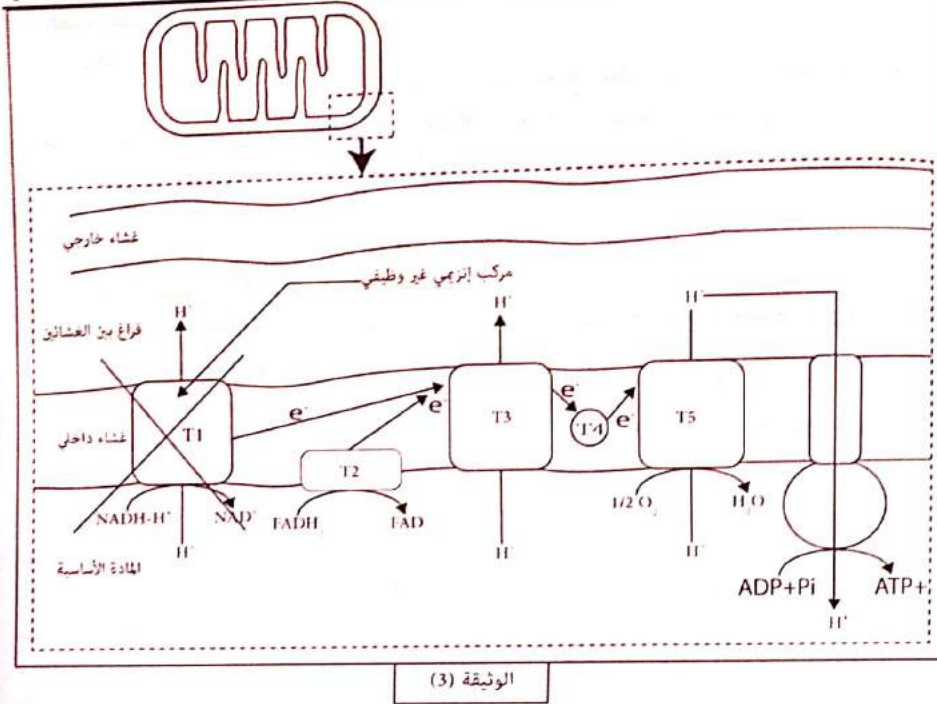 غشاء خارجي
مركب إنزيمي غير وظيفي
H⁺ H⁺ H⁺
فراغ بين الغشائين
e⁻ e⁻ e⁻ e⁻
غشاء داخلي T1 T2 T3 T4 T5
NADH-H⁺ NAD⁺ FADH₂ FAD 1/2 O₂ H₂O
H⁺ H⁺ H⁺
المادة الأساسية
ADP+Pi ATP+
H⁺
الوثيقة (3)